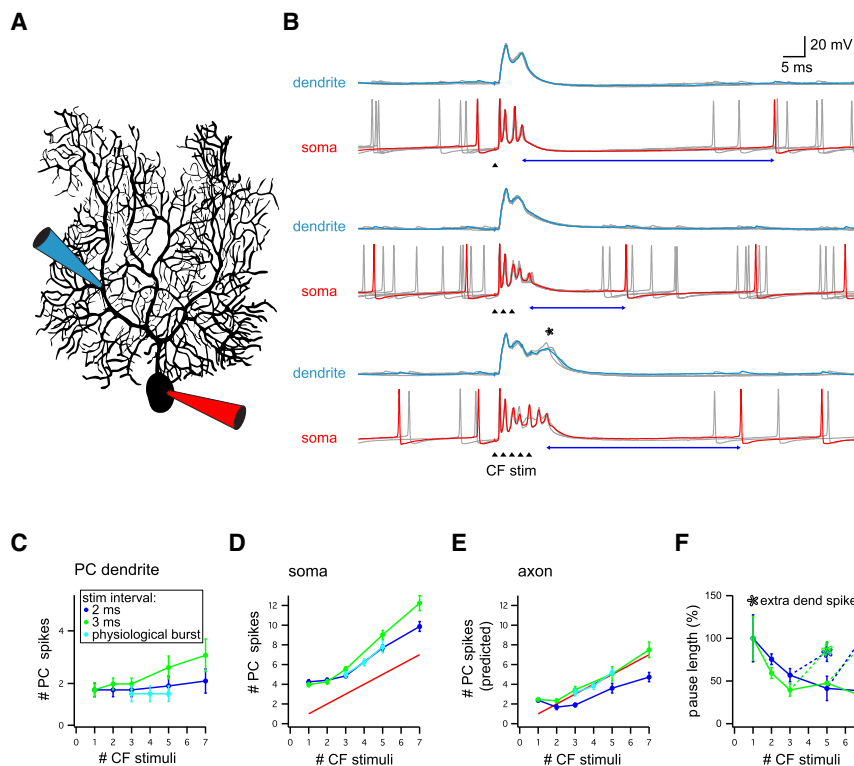 A
B
20 mV
5 ms
dendrite
soma
dendrite
soma
dendrite
soma
CF stim
C
D
E
F
PC dendrite
stim interval:
2 ms
3 ms
physiological burst
# PC spikes
4
2
0
0 1 2 3 4 5 7
# CF stimuli
soma
# PC spikes
12
10
8
6
4
2
0
0 1 2 3 4 5 7
# CF stimuli
axon
# PC spikes
(predicted)
12
10
8
6
4
2
0
0 1 2 3 4 5 7
# CF stimuli
extra dend spike
pause length (%)
150
100
50
0
0 1 2 3 4 5 6
# CF stimuli